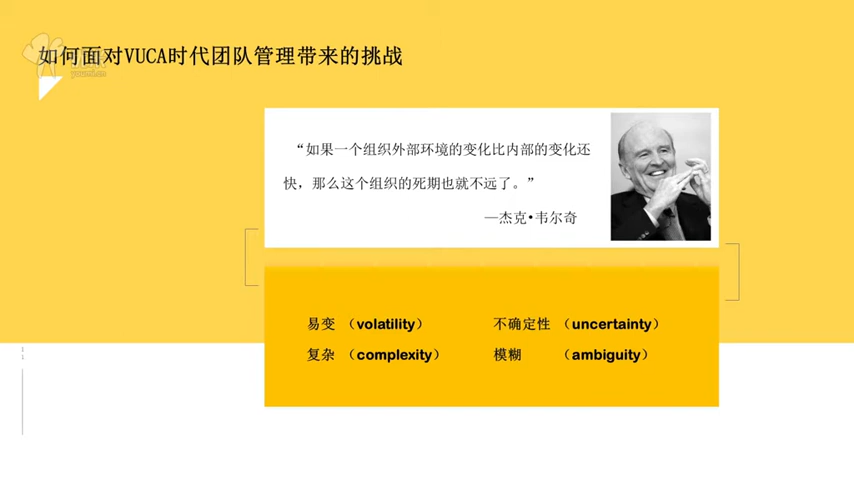 如何面对VUCA时代团队管理带来的挑战
youmi.cn
“如果一个组织外部环境的变化比内部的变化还
快，那么这个组织的死期也就不远了。”
—杰克•韦尔奇
易变 （volatility） 不确定性 （uncertainty）
复杂 （complexity） 模糊 （ambiguity）